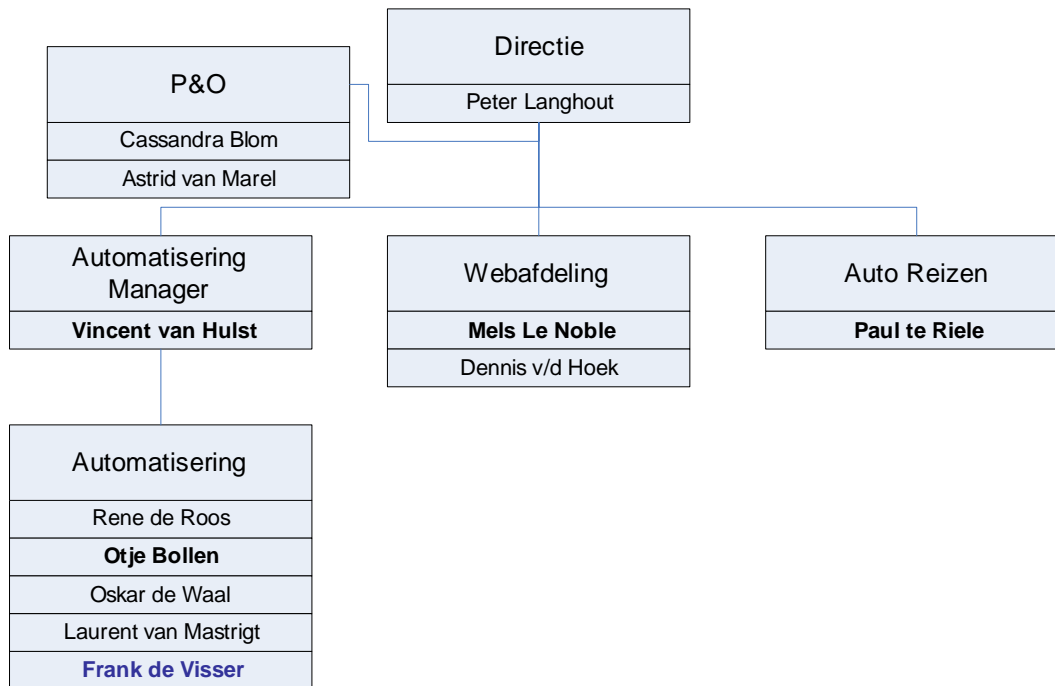 Directie
Peter Langhout
P&O
Cassandra Blom
Astrid van Marel
Automatisering
Manager
Vincent van Hulst
Webafdeling
Mels Le Noble
Dennis v/d Hoek
Auto Reizen
Paul te Riele
Automatisering
Rene de Roos
Otje Bollen
Oskar de Waal
Laurent van Mastrigt
Frank de Visser